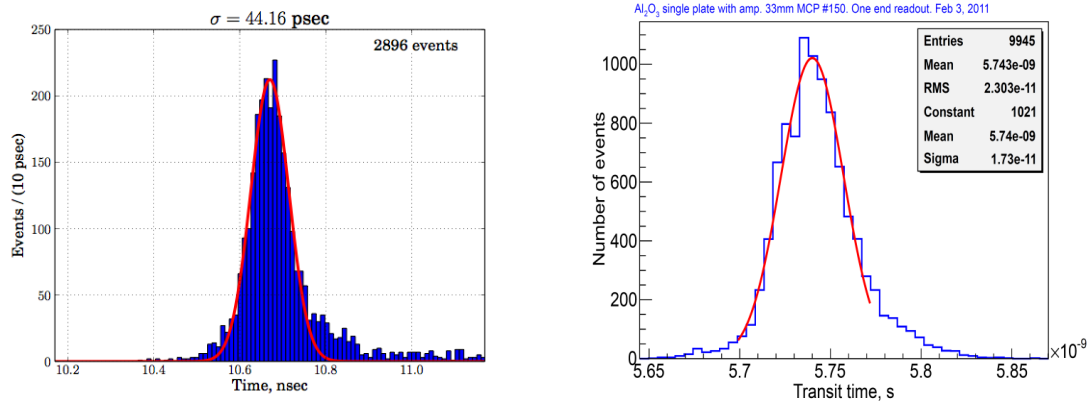 σ = 44.16 psec
2896 events
250
200
150
100
50
0
10.2
10.4
10.6
10.8
11.0
Events / (10 psec)
Time, nsec
Al₂O₃ single plate with amp. 33mm MCP #150. One end readout. Feb 3, 2011
Entries 9945
Mean 5.743e-09
RMS 2.303e-11
Constant 1021
Mean 5.74e-09
Sigma 1.73e-11
1000
800
600
400
200
0
5.65
5.7
5.75
5.8
5.85
×10⁻⁹
Number of events
Transit time, s